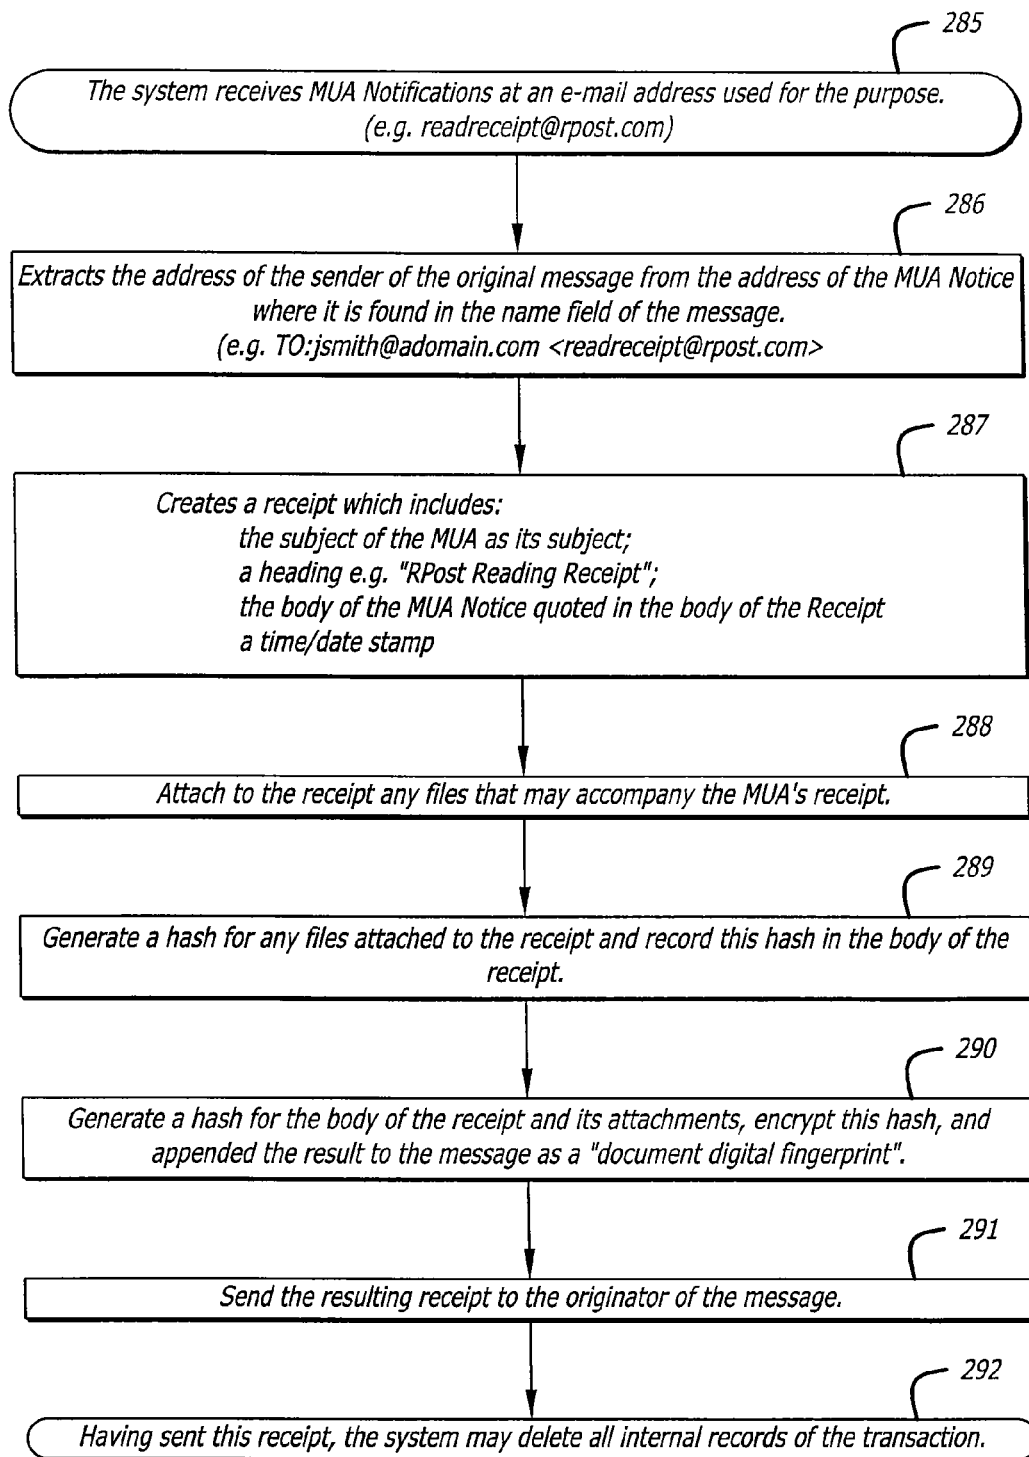 285
The system receives MUA Notifications at an e-mail address used for the purpose.
(e.g. readreceipt@rpost.com)
286
Extracts the address of the sender of the original message from the address of the MUA Notice
where it is found in the name field of the message.
(e.g. TO:jsmith@adomain.com <readreceipt@rpost.com>
287
Creates a receipt which includes:
the subject of the MUA as its subject;
a heading e.g. "RPost Reading Receipt";
the body of the MUA Notice quoted in the body of the Receipt
a time/date stamp
288
Attach to the receipt any files that may accompany the MUA's receipt.
289
Generate a hash for any files attached to the receipt and record this hash in the body of the
receipt.
290
Generate a hash for the body of the receipt and its attachments, encrypt this hash, and
appended the result to the message as a "document digital fingerprint".
291
Send the resulting receipt to the originator of the message.
292
Having sent this receipt, the system may delete all internal records of the transaction.